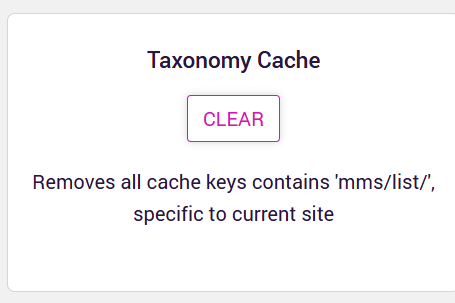 Taxonomy Cache
CLEAR
Removes all cache keys contains 'mms/list/',
specific to current site